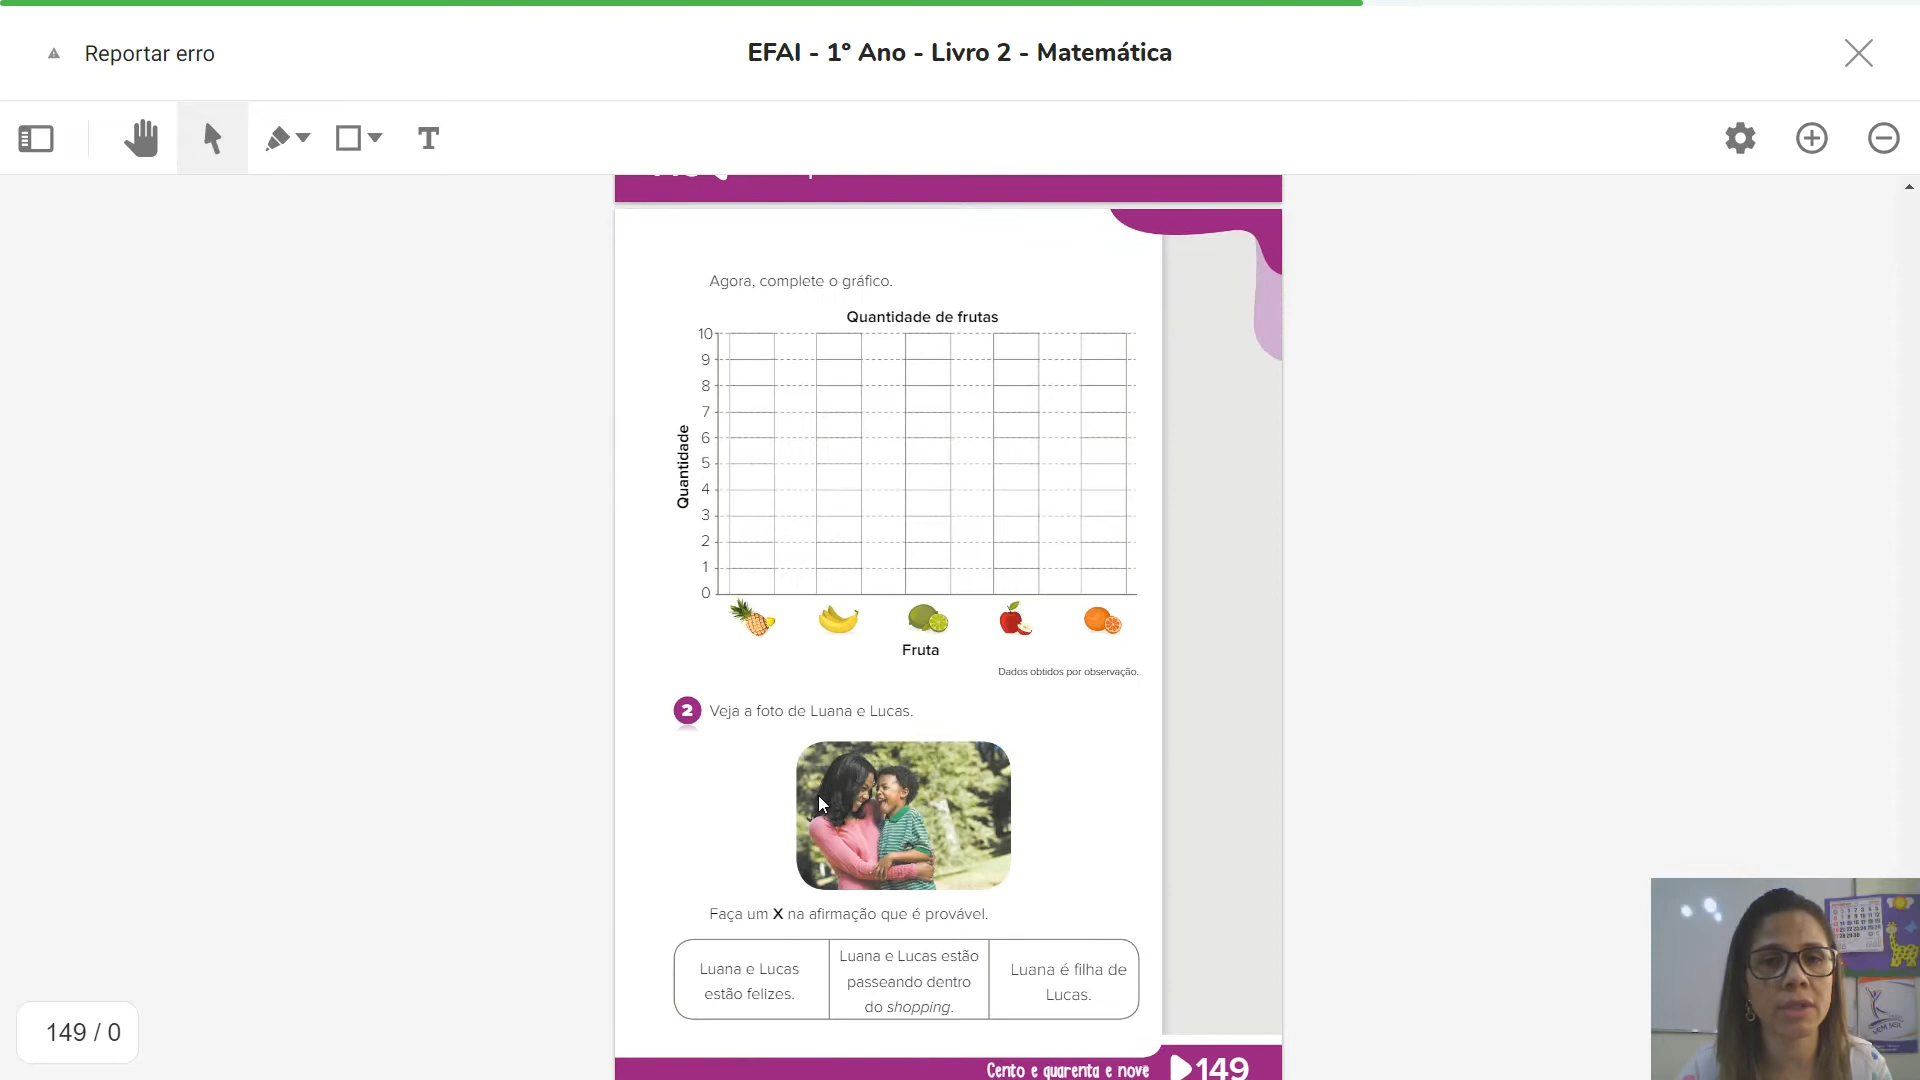 Reportar erro
EFAI - 1º Ano - Livro 2 - Matemática
T
Agora, complete o gráfico.
Quantidade de frutas
10
9
8
7
6
5
4
3
2
1
0
Quantidade
Fruta
Dados obtidos por observação.
2 Veja a foto de Luana e Lucas.
Faça um X na afirmação que é provável.
Luana e Lucas
estão felizes.
Luana e Lucas estão
passeando dentro
do shopping.
Luana é filha de
Lucas.
Cento e quarenta e nove 149
149 / 0